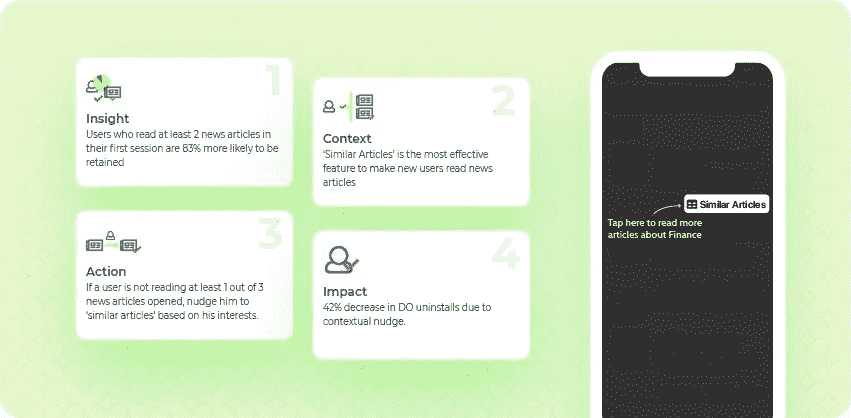 1
Insight
Users who read at least 2 news articles in
their first session are 83% more likely to be
retained
2
Context
'Similar Articles' is the most effective
feature to make new users read news
articles
3
Action
If a user is not reading at least 1 out of 3
news articles opened, nudge him to
'similar articles' based on his interests.
4
Impact
42% decrease in DO uninstalls due to
contextual nudge.
Similar Articles
Tap here to read more
articles about Finance